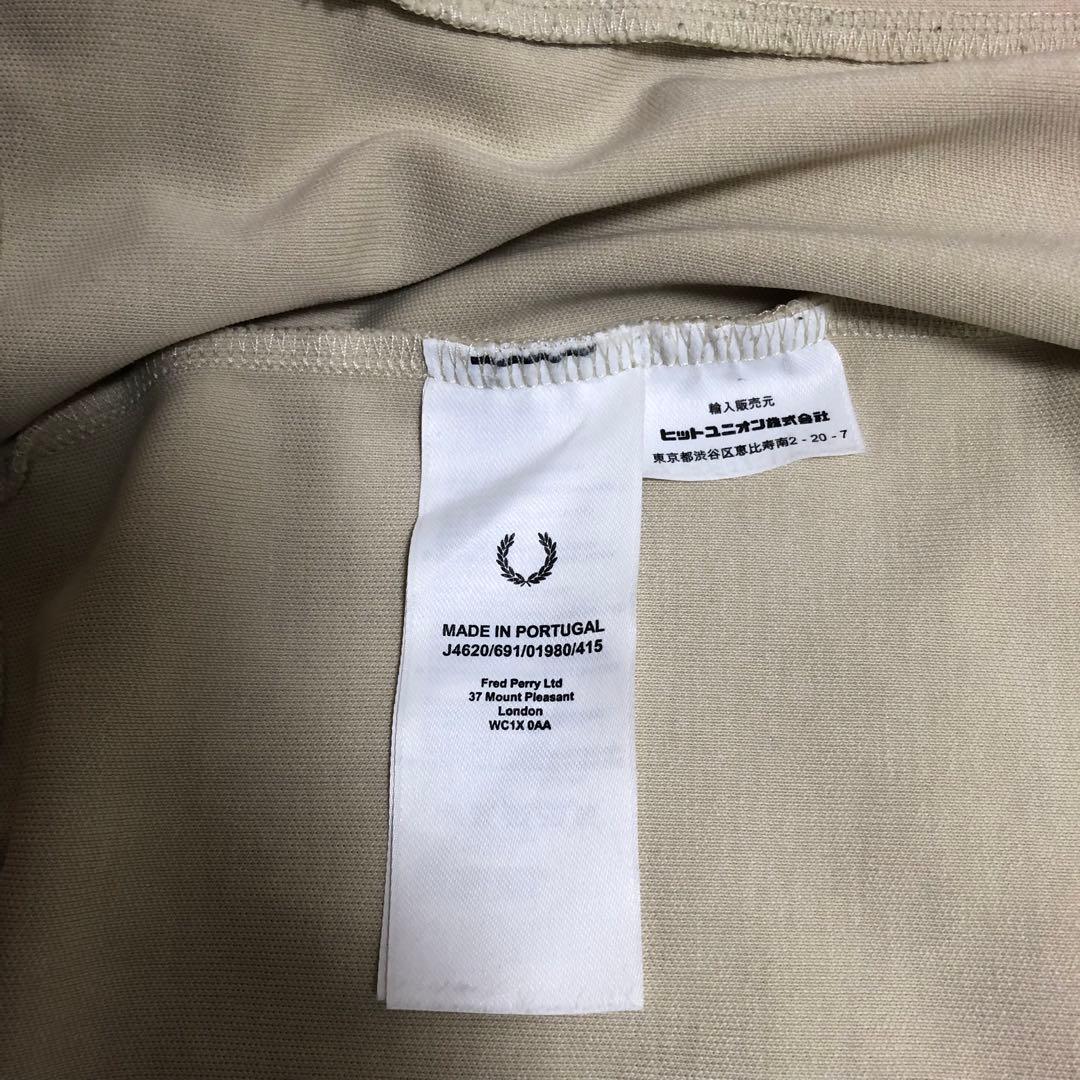 輸入販売元
ヒットユニオン株式会社
東京都渋谷区恵比寿南2-20-7
MADE IN PORTUGAL
J4620/691/01980/415
Fred Perry Ltd
37 Mount Pleasant
London
WC1X 0AA